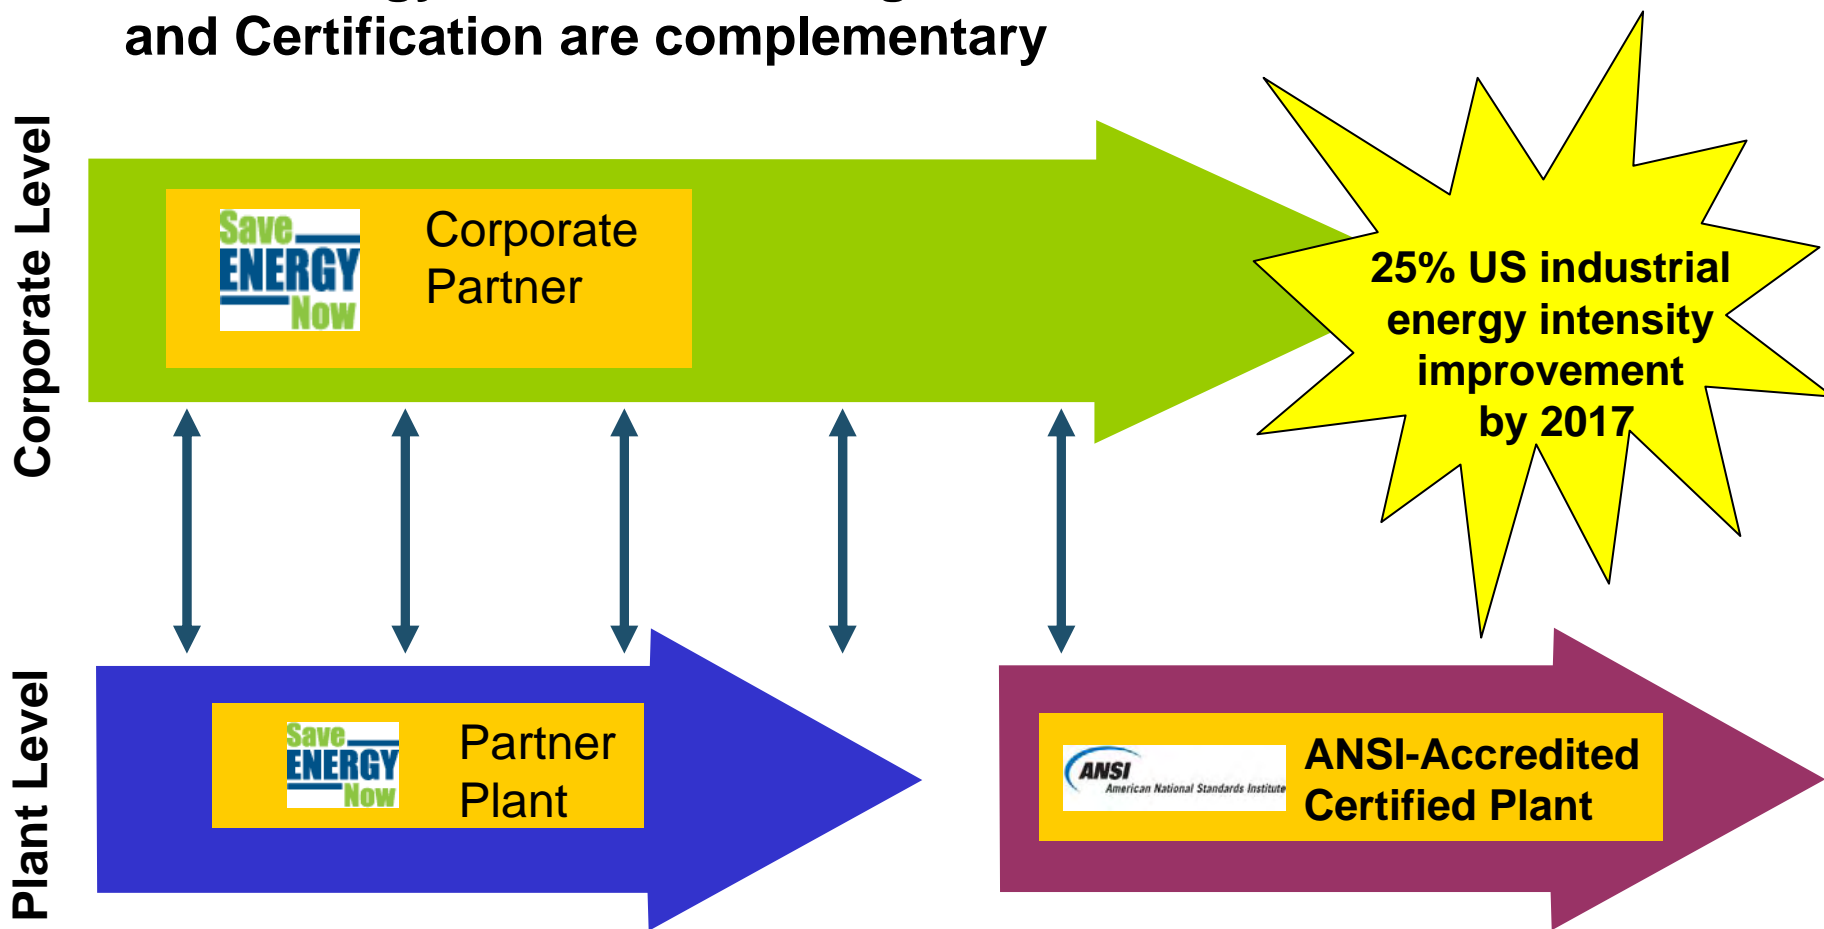 and Certification are complementary
Corporate Level
Save
ENERGY
Now
Corporate
Partner
25% US industrial
energy intensity
improvement
by 2017
Plant Level
Save
ENERGY
Now
Partner
Plant
ANSI
American National Standards Institute
ANSI-Accredited
Certified Plant